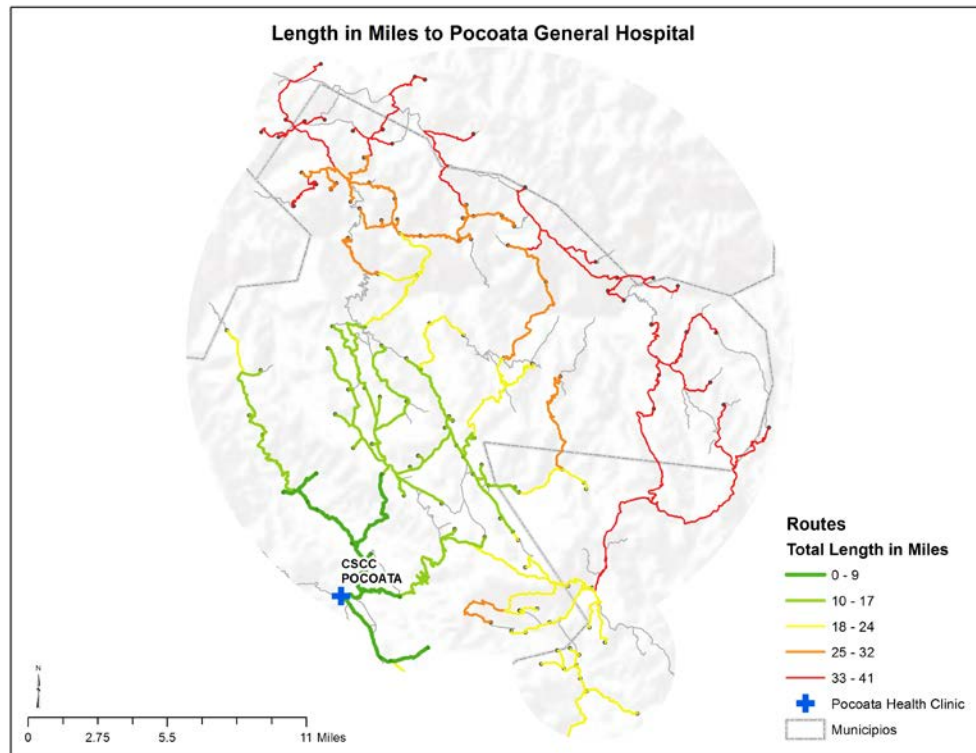 Length in Miles to Pocoata General Hospital
CSCC
POCOATA
Routes
Total Length in Miles
0 - 9
10 - 17
18 - 24
25 - 32
33 - 41
Pocoata Health Clinic
Municipios
N
0 2.75 5.5 11 Miles